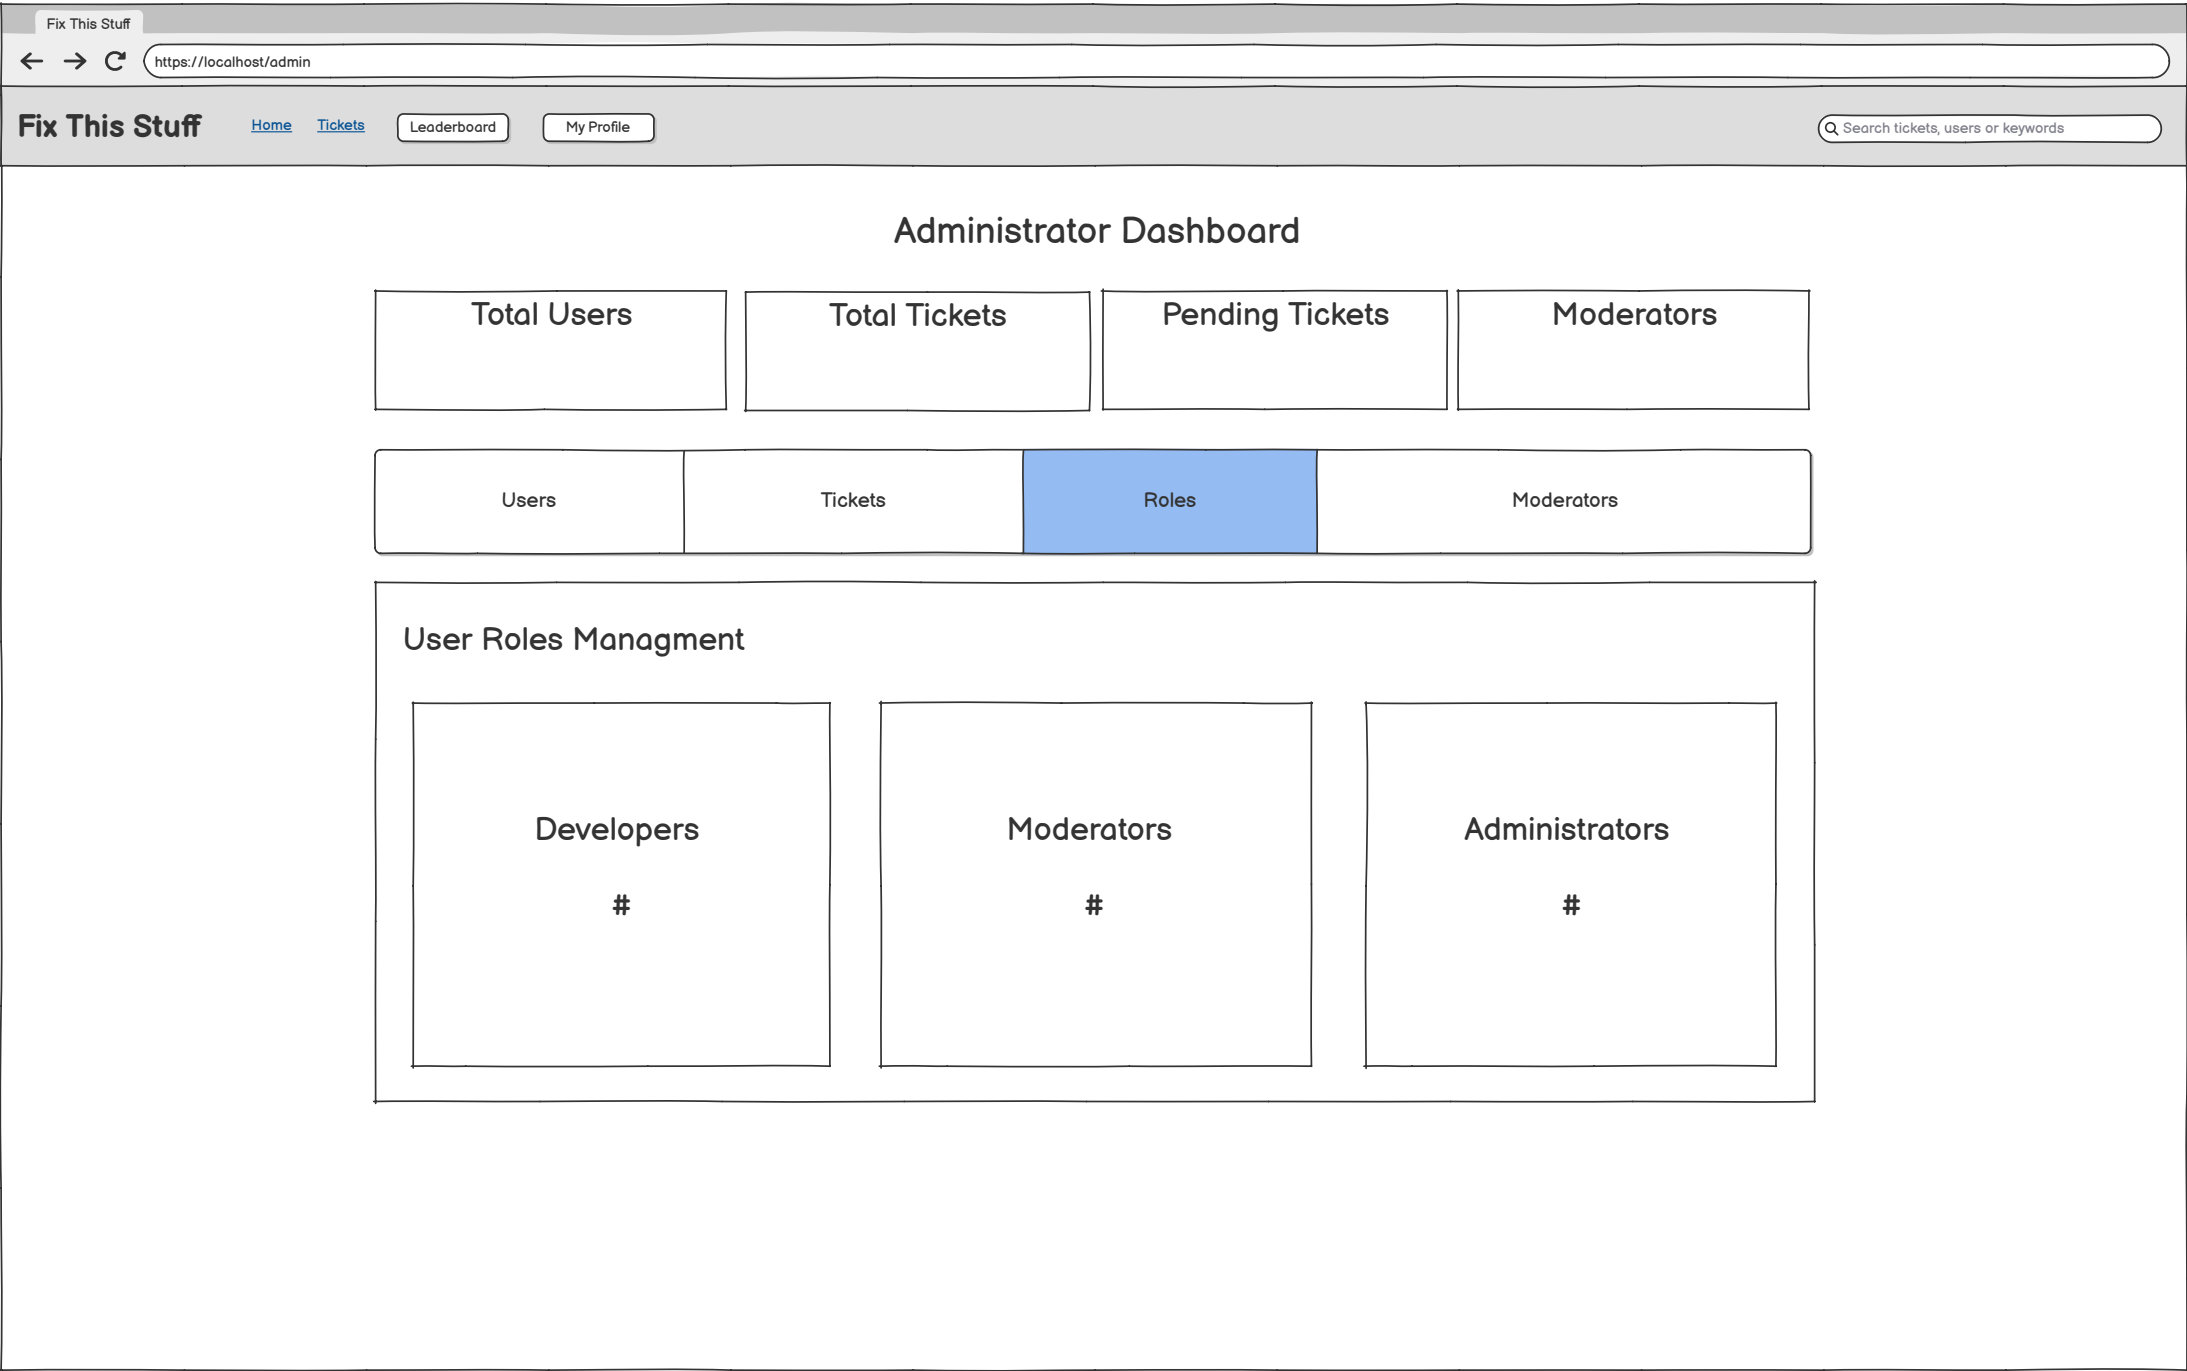 Fix This Stuff
https://localhost/admin
Fix This Stuff Home Tickets Leaderboard My Profile Search tickets, users or keywords
Administrator Dashboard
Total Users Total Tickets Pending Tickets Moderators
Users Tickets Roles Moderators
User Roles Managment
Developers Moderators Administrators
# # #